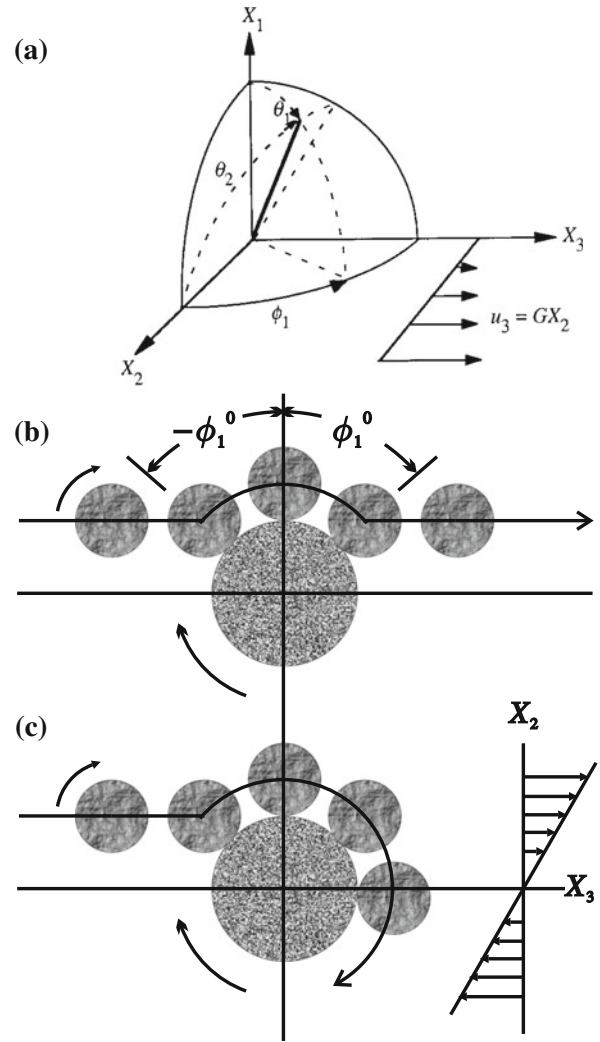 (a)
X₁
θ₁
θ₂
X₃
ϕ₁
u₃ = GX₂
X₂
(b)
−ϕ₁⁰ ϕ₁⁰
(c)
X₂
X₃